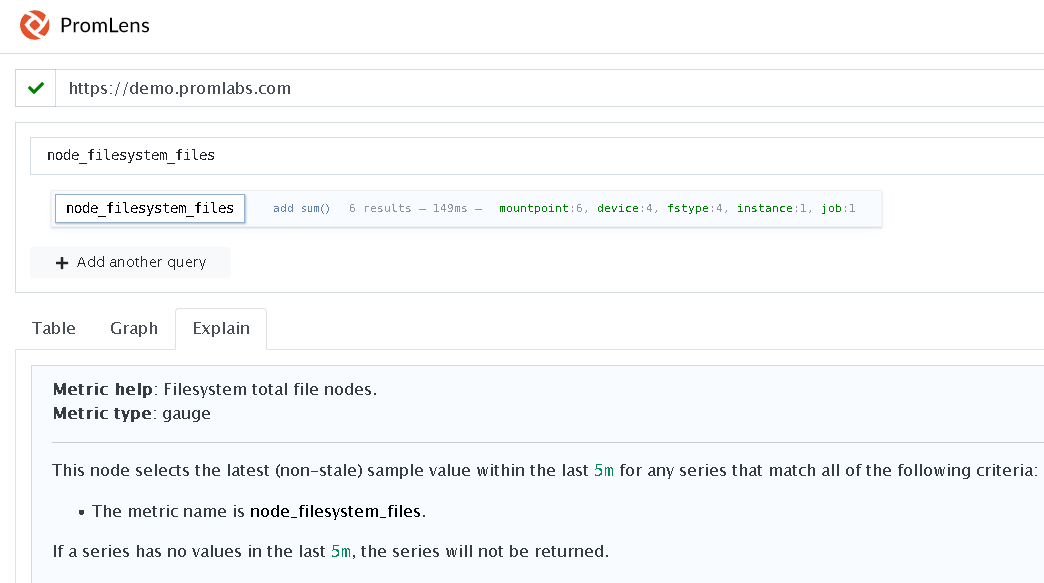 PromLens
https://demo.promlabs.com
node_filesystem_files
node_filesystem_files add sum() 6 results – 149ms – mountpoint:6, device:4, fstype:4, instance:1, job:1
+ Add another query
Table Graph Explain
Metric help: Filesystem total file nodes.
Metric type: gauge
This node selects the latest (non-stale) sample value within the last 5m for any series that match all of the following criteria:
• The metric name is node_filesystem_files.
If a series has no values in the last 5m, the series will not be returned.